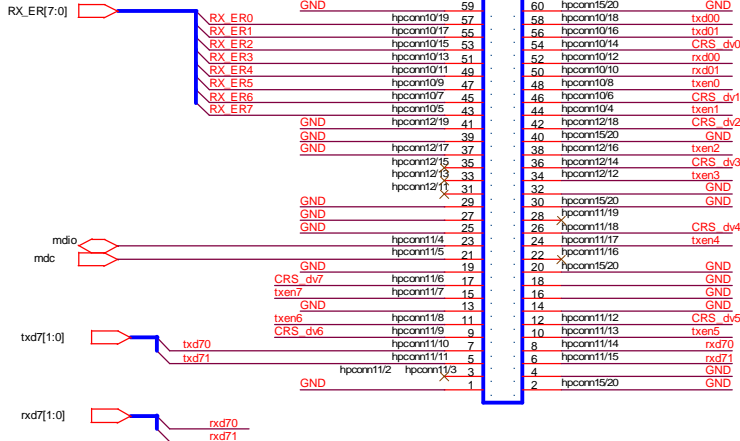 GND 59 60 hpconn15/20 GND
RX_ER[7:0]
RX_ER0 hpconn10/19 57 58 hpconn10/18 txd00
RX_ER1 hpconn10/17 55 56 hpconn10/16 txd01
RX_ER2 hpconn10/15 53 54 hpconn10/14 CRS_dv0
RX_ER3 hpconn10/13 51 52 hpconn10/12 rxd00
RX_ER4 hpconn10/11 49 50 hpconn10/10 rxd01
RX_ER5 hpconn10/9 47 48 hpconn10/8 txen0
RX_ER6 hpconn10/7 45 46 hpconn10/6 CRS_dv1
RX_ER7 hpconn10/5 43 44 hpconn10/4 txen1
GND hpconn12/19 41 42 hpconn12/18 CRS_dv2
GND 39 40 hpconn15/20 GND
GND hpconn12/17 37 38 hpconn12/16 txen2
hpconn12/15 35 36 hpconn12/14 CRS_dv3
hpconn12/13 33 34 hpconn12/12 txen3
hpconn12/11 31 32 GND
GND 29 30 hpconn15/20 GND
GND 27 28 hpconn11/19
GND 25 26 hpconn11/18 CRS_dv4
mdio hpconn11/4 23 24 hpconn11/17 txen4
mdc hpconn11/5 21 22 hpconn11/16
GND 19 20 hpconn15/20 GND
CRS_dv7 hpconn11/6 17 18 GND
txen7 hpconn11/7 15 16 GND
GND 13 14 GND
txen6 hpconn11/8 11 12 hpconn11/12 CRS_dv5
CRS_dv6 hpconn11/9 9 10 hpconn11/13 txen5
txd7[1:0]
txd70 hpconn11/10 7 8 hpconn11/14 rxd70
txd71 hpconn11/11 5 6 hpconn11/15 rxd71
hpconn11/2 hpconn11/3 3 4 GND
GND 1 2 hpconn15/20 GND
rxd7[1:0]
rxd70
rxd71